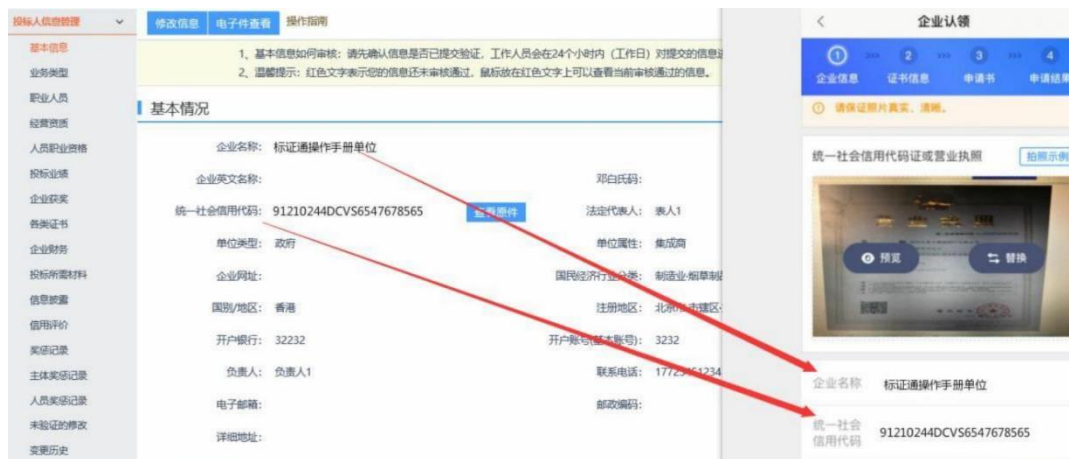 投标人信息管理
基本信息
业务类型
职业人员
经营资质
人员职业资格
投标业绩
企业获奖
各类证书
企业财务
投标所需材料
信息披露
信用评价
奖惩记录
主体奖惩记录
人员奖惩记录
未验证的修改
变更历史
修改信息 电子件查看 操作指南
1、基本信息如何审核：请先确认信息是否已提交验证，工作人员会在24个小时内（工作日）对提交的信息进
2、温馨提示：红色文字表示您的信息还未审核通过，鼠标放在红色文字上可以查看当前审核通过的信息。
基本情况
企业名称： 标证通操作手册单位
企业英文名称： 邓白氏码：
统一社会信用代码： 91210244DCVS6547678565 查看原件 法定代表人： 表人1
单位类型： 政府 单位属性： 集成商
企业网址： 国民经济行业分类： 制造业·烟草制品
国别/地区： 香港 注册地区：
开户银行： 32232 开户账号(基本账号)： 3232
负责人： 负责人1 联系电话：
电子邮箱： 邮政编码：
详细地址：
企业认领
1 2 3 4
企业信息 证书信息 申请书 申请结果
请保证照片真实、清晰。
统一社会信用代码证或营业执照 拍照示例
营业执照
预览 替换
企业名称 标证通操作手册单位
统一社会
信用代码 91210244DCVS6547678565